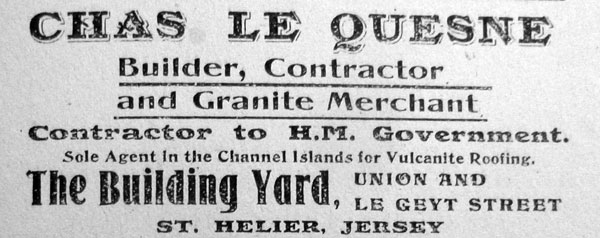 CHAS LE QUESNE
Builder, Contractor
and Granite Merchant
Contractor to H.M. Government.
Sole Agent in the Channel Islands for Vulcanite Roofing.
The Building Yard, UNION AND
LE GEYT STREET
ST. HELIER, JERSEY